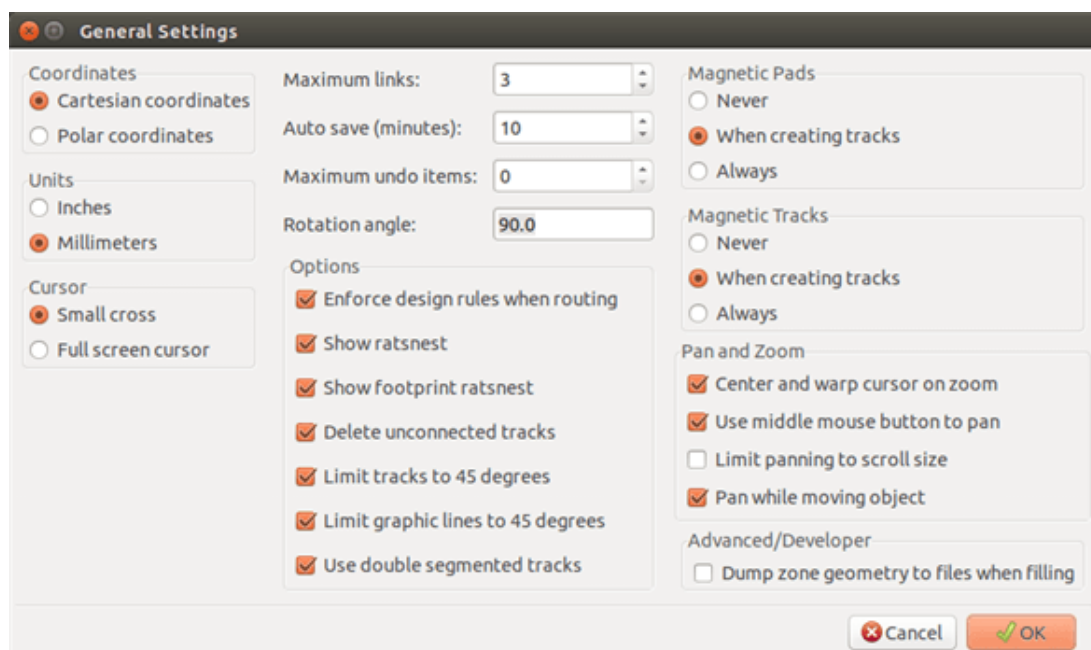 General Settings
Coordinates
Cartesian coordinates
Polar coordinates
Units
Inches
Millimeters
Cursor
Small cross
Full screen cursor
Maximum links: 3
Auto save (minutes): 10
Maximum undo items: 0
Rotation angle: 90.0
Options
Enforce design rules when routing
Show ratsnest
Show footprint ratsnest
Delete unconnected tracks
Limit tracks to 45 degrees
Limit graphic lines to 45 degrees
Use double segmented tracks
Magnetic Pads
Never
When creating tracks
Always
Magnetic Tracks
Never
When creating tracks
Always
Pan and Zoom
Center and warp cursor on zoom
Use middle mouse button to pan
Limit panning to scroll size
Pan while moving object
Advanced/Developer
Dump zone geometry to files when filling
Cancel
OK